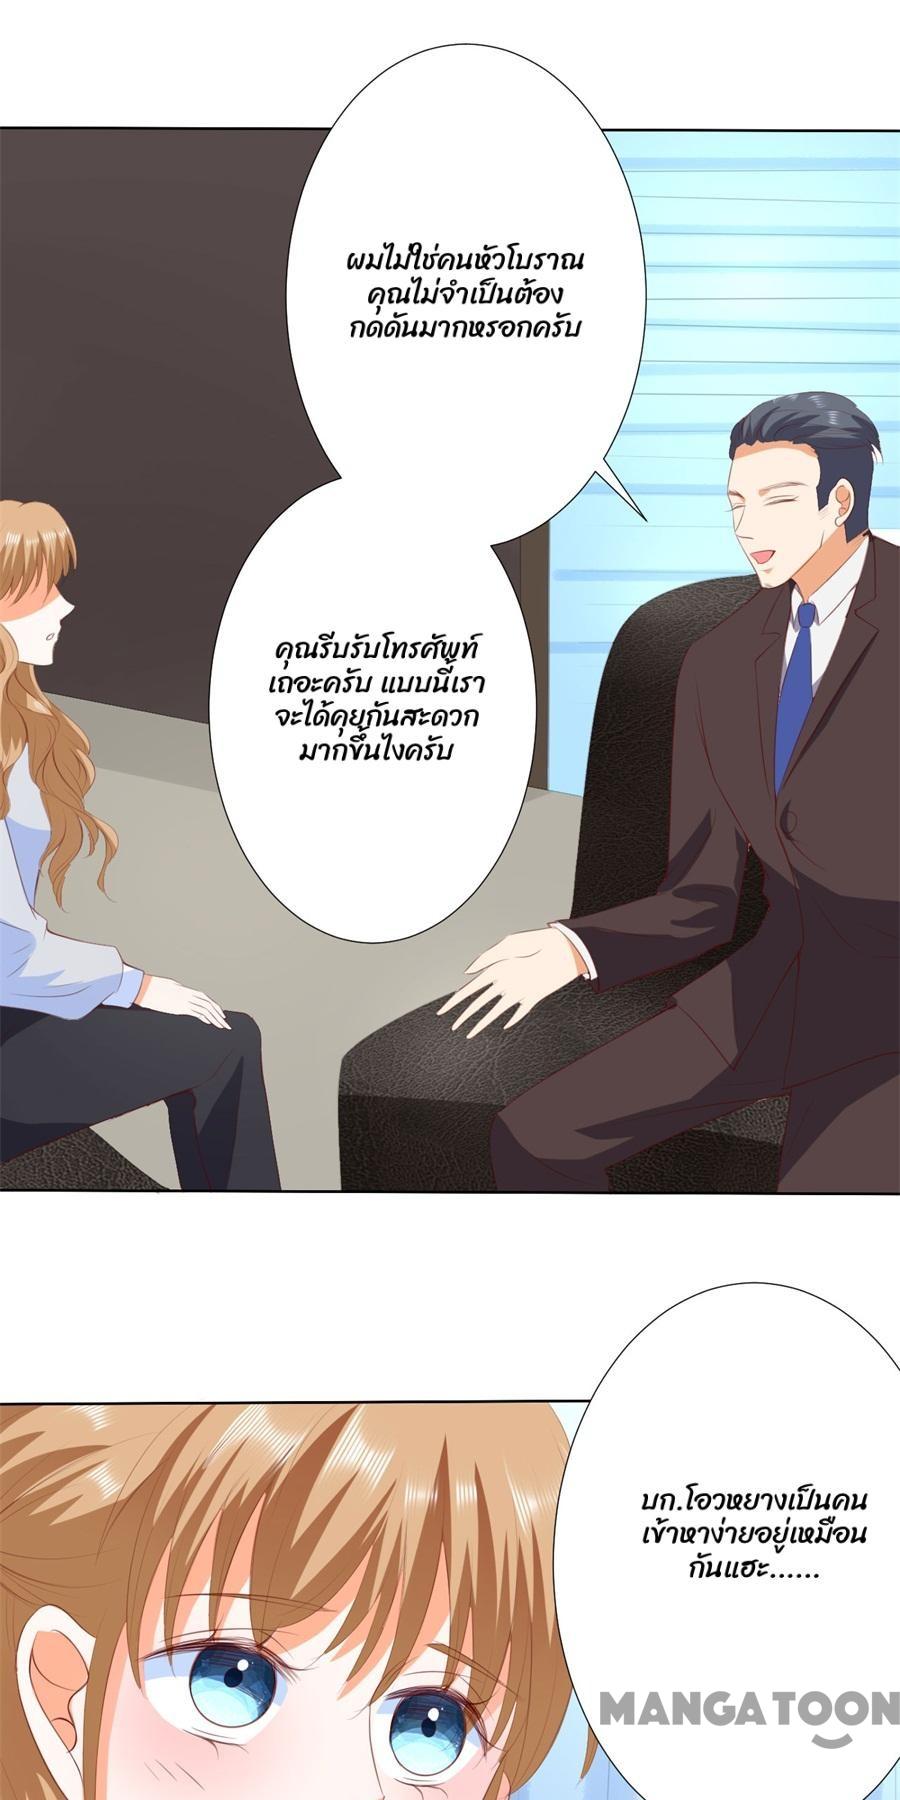 ผมไม่ใช่คนหัวโบราณ
คุณไม่จำเป็นต้อง
กดดันมากหรอกครับ
คุณรีบรับโทรศัพท์
เถอะครับ แบบนี้เรา
จะได้คุยกันสะดวก
มากขึ้นไงครับ
บก.โอวหยางเป็นคน
เข้าหาง่ายอยู่เหมือน
กันแฮะ......
MANGATOON